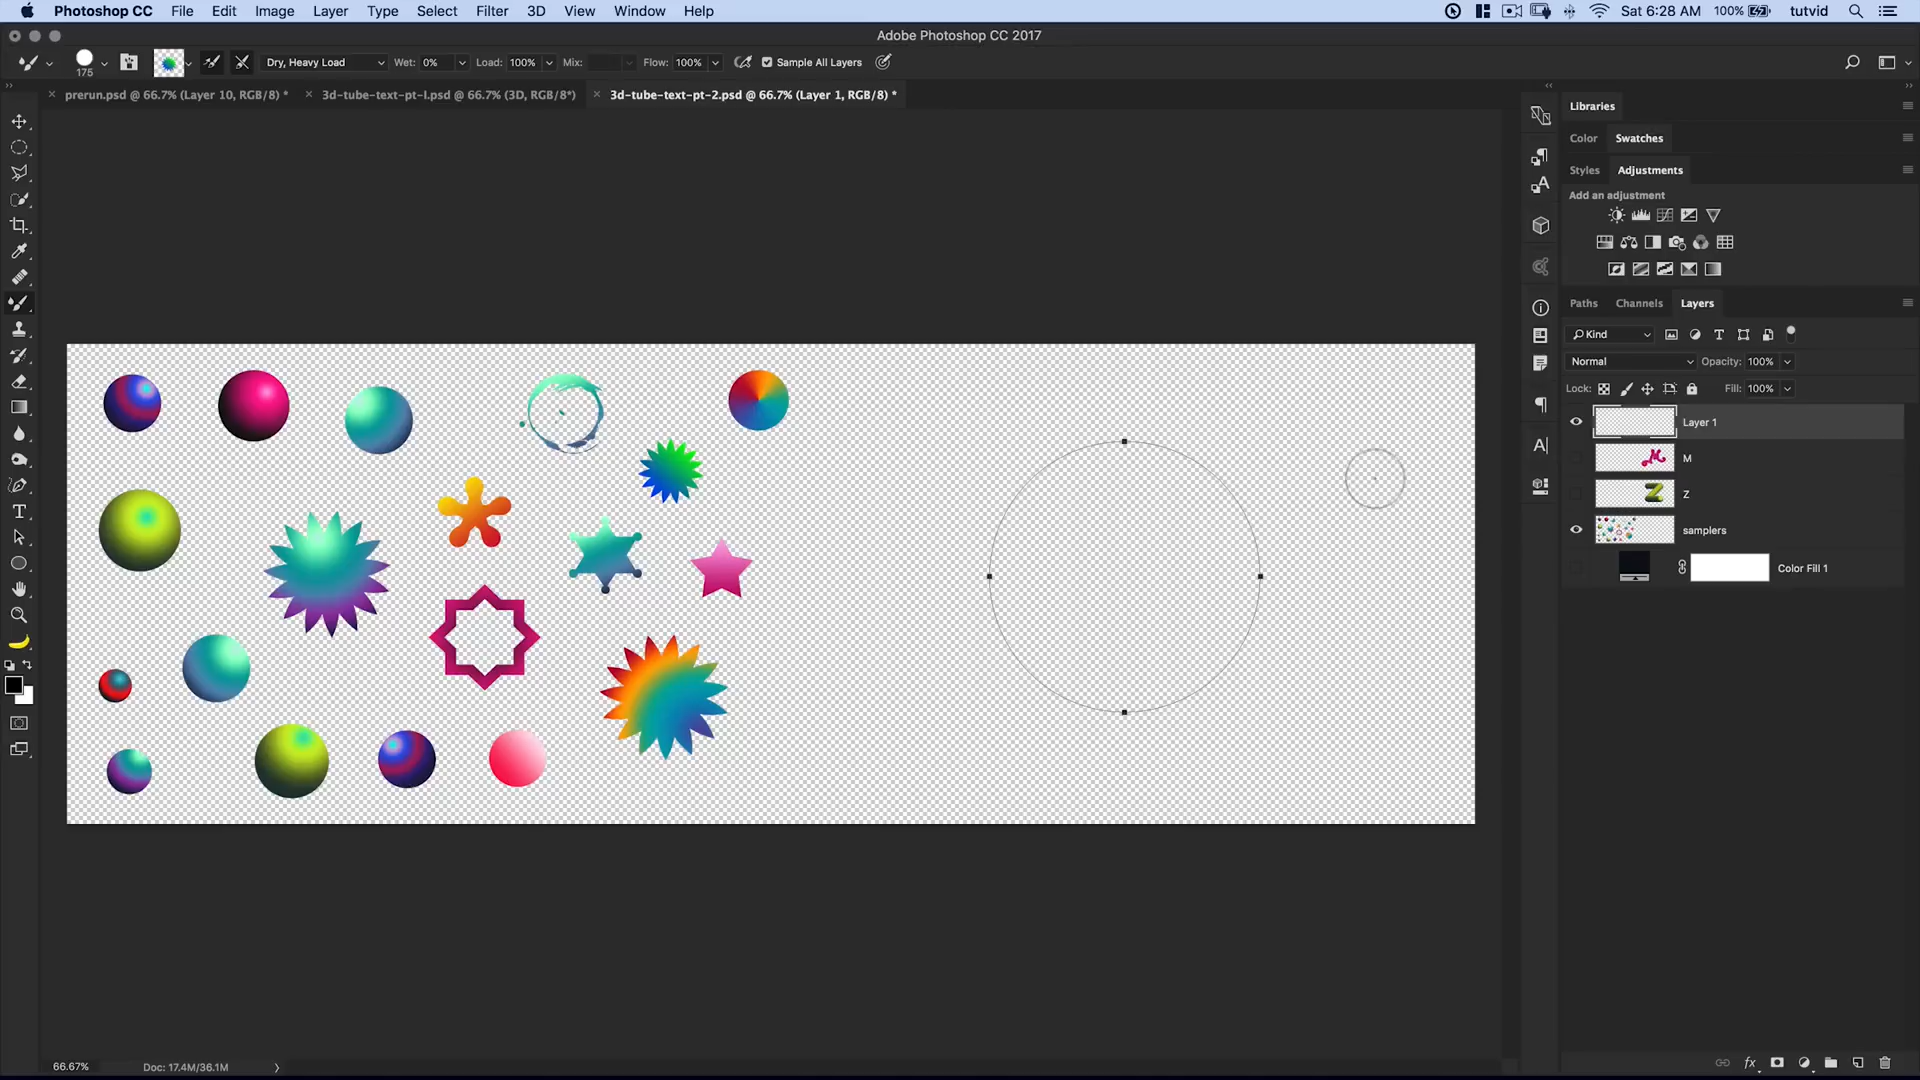 Photoshop CC File Edit Image Layer Type Select Filter 3D View Window Help Sat 6:28 AM 100% tutvid
Adobe Photoshop CC 2017
175 Dry, Heavy Load Wet: 0% Load: 100% Mix: Flow: 100% Sample All Layers
prerun.psd @ 66.7% (Layer 10, RGB/8) * 3d-tube-text-pt-I.psd @ 66.7% (3D, RGB/8*) 3d-tube-text-pt-2.psd @ 66.7% (Layer 1, RGB/8) *
Libraries
Color Swatches
Styles Adjustments
Add an adjustment
Paths Channels Layers
Kind
Normal Opacity: 100%
Lock: Fill: 100%
Layer 1
M
Z
samplers
Color Fill 1
66.67% Doc: 17.4M/36.1M